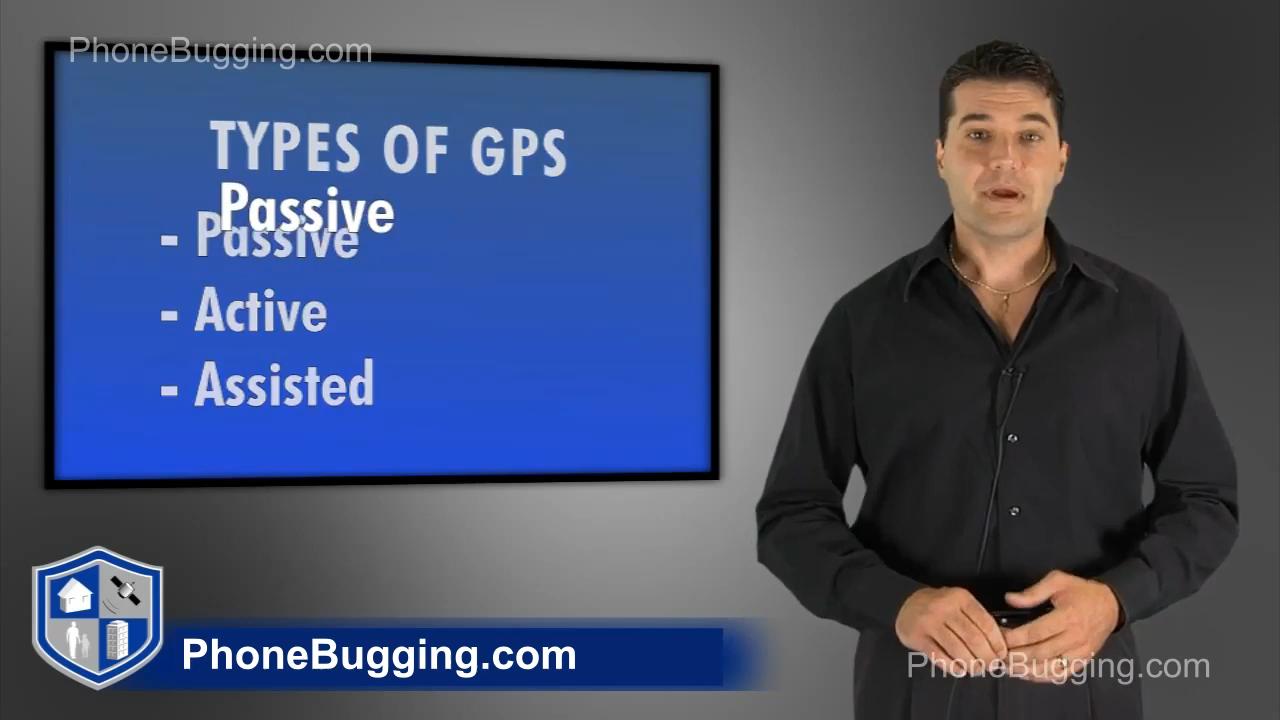 PhoneBugging.com
TYPES OF GPS
Passive
- Passive
- Active
- Assisted
PhoneBugging.com
PhoneBugging.com